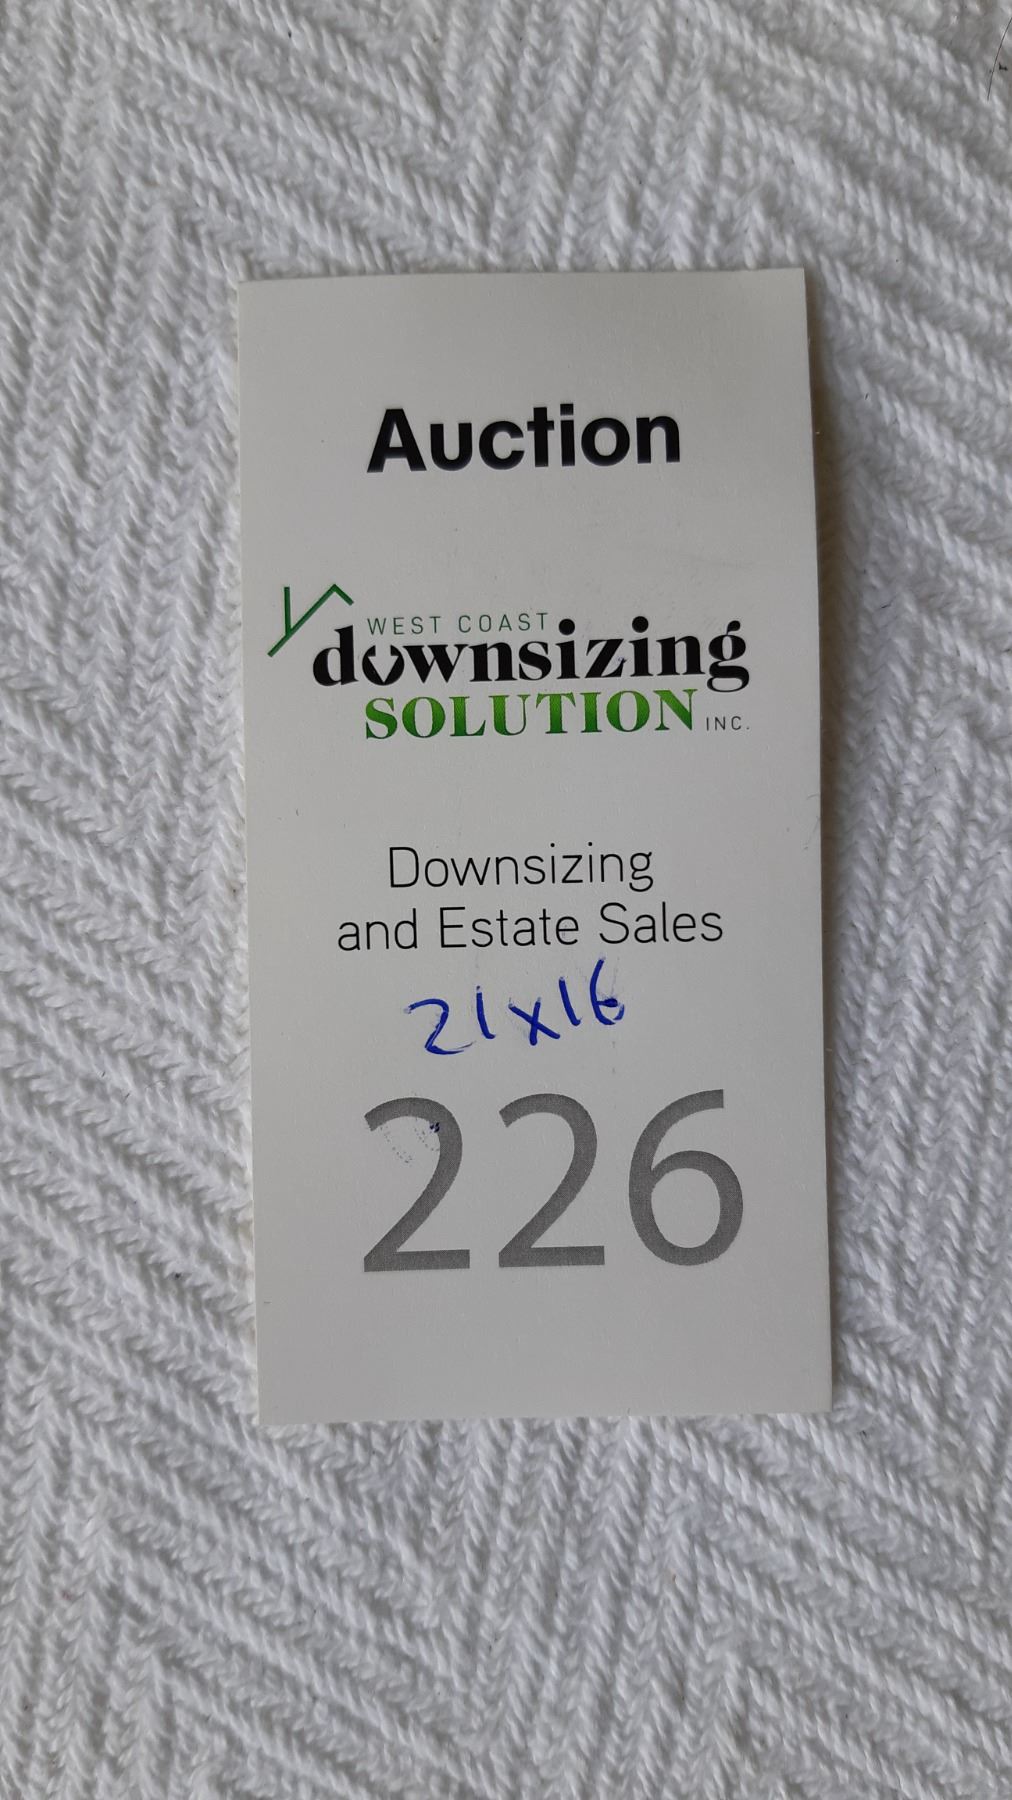 Auction
WEST COAST
downsizing
SOLUTION INC.
Downsizing
and Estate Sales
21x16
226